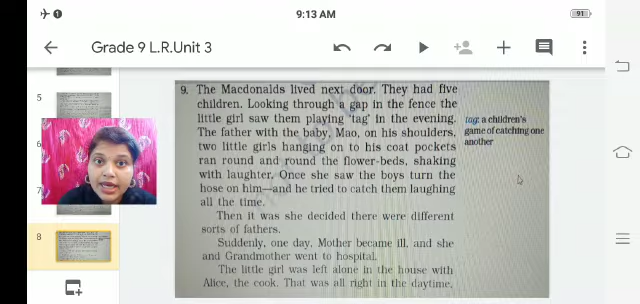 9:13 AM
91
Grade 9 L.R.Unit 3
5
6
7
8
9. The Macdonalds lived next door. They had five
children. Looking through a gap in the fence the
little girl saw them playing 'tag' in the evening.
The father with the baby, Mao, on his shoulders,
two little girls hanging on to his coat pockets
ran round and round the flower-beds, shaking
with laughter. Once she saw the boys turn the
hose on him—and he tried to catch them laughing
all the time.
Then it was she decided there were different
sorts of fathers.
Suddenly, one day, Mother became ill, and she
and Grandmother went to hospital.
The little girl was left alone in the house with
Alice, the cook. That was all right in the daytime,
tag: a children's
game of catching one
another